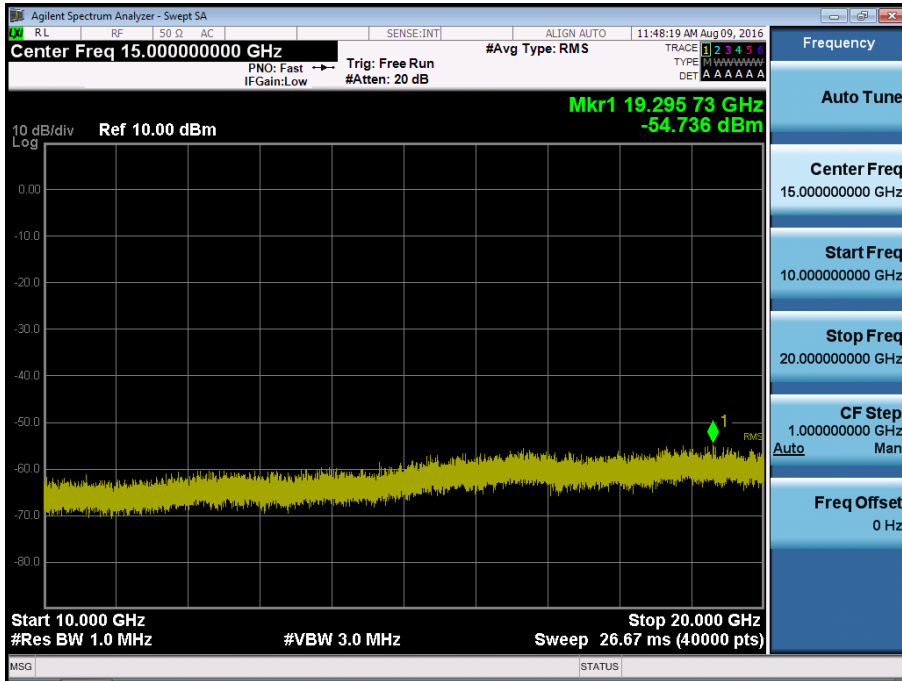 Agilent Spectrum Analyzer - Swept SA
LXI RL RF 50 Ω AC SENSE:INT ALIGN AUTO 11:48:19 AM Aug 09, 2016
Center Freq 15.000000000 GHz
PNO: Fast
IFGain:Low
Trig: Free Run
#Atten: 20 dB
#Avg Type: RMS
TRACE 1 2 3 4 5 6
TYPE M WWWWW
DET A A A A A A
Mkr1 19.295 73 GHz
-54.736 dBm
10 dB/div Ref 10.00 dBm
Log
0.00
-10.0
-20.0
-30.0
-40.0
-50.0
-60.0
-70.0
-80.0
1
RMS
Start 10.000 GHz Stop 20.000 GHz
#Res BW 1.0 MHz #VBW 3.0 MHz Sweep 26.67 ms (40000 pts)
MSG STATUS
Frequency
Auto Tune
Center Freq
15.000000000 GHz
Start Freq
10.000000000 GHz
Stop Freq
20.000000000 GHz
CF Step
1.000000000 GHz
Auto Man
Freq Offset
0 Hz